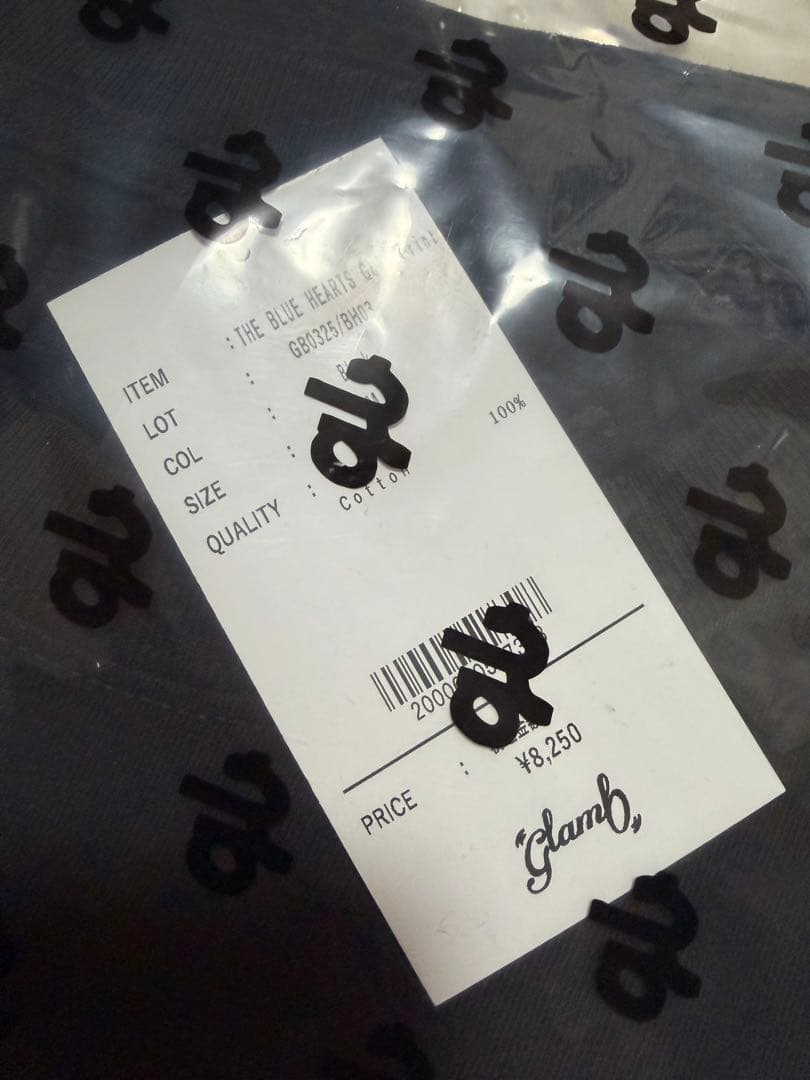 ITEM : THE BLUE HEARTS
LOT : GB0325/BH03
COL :
SIZE :
QUALITY : Cotton 100%
PRICE : ¥8,250
"Glamb"